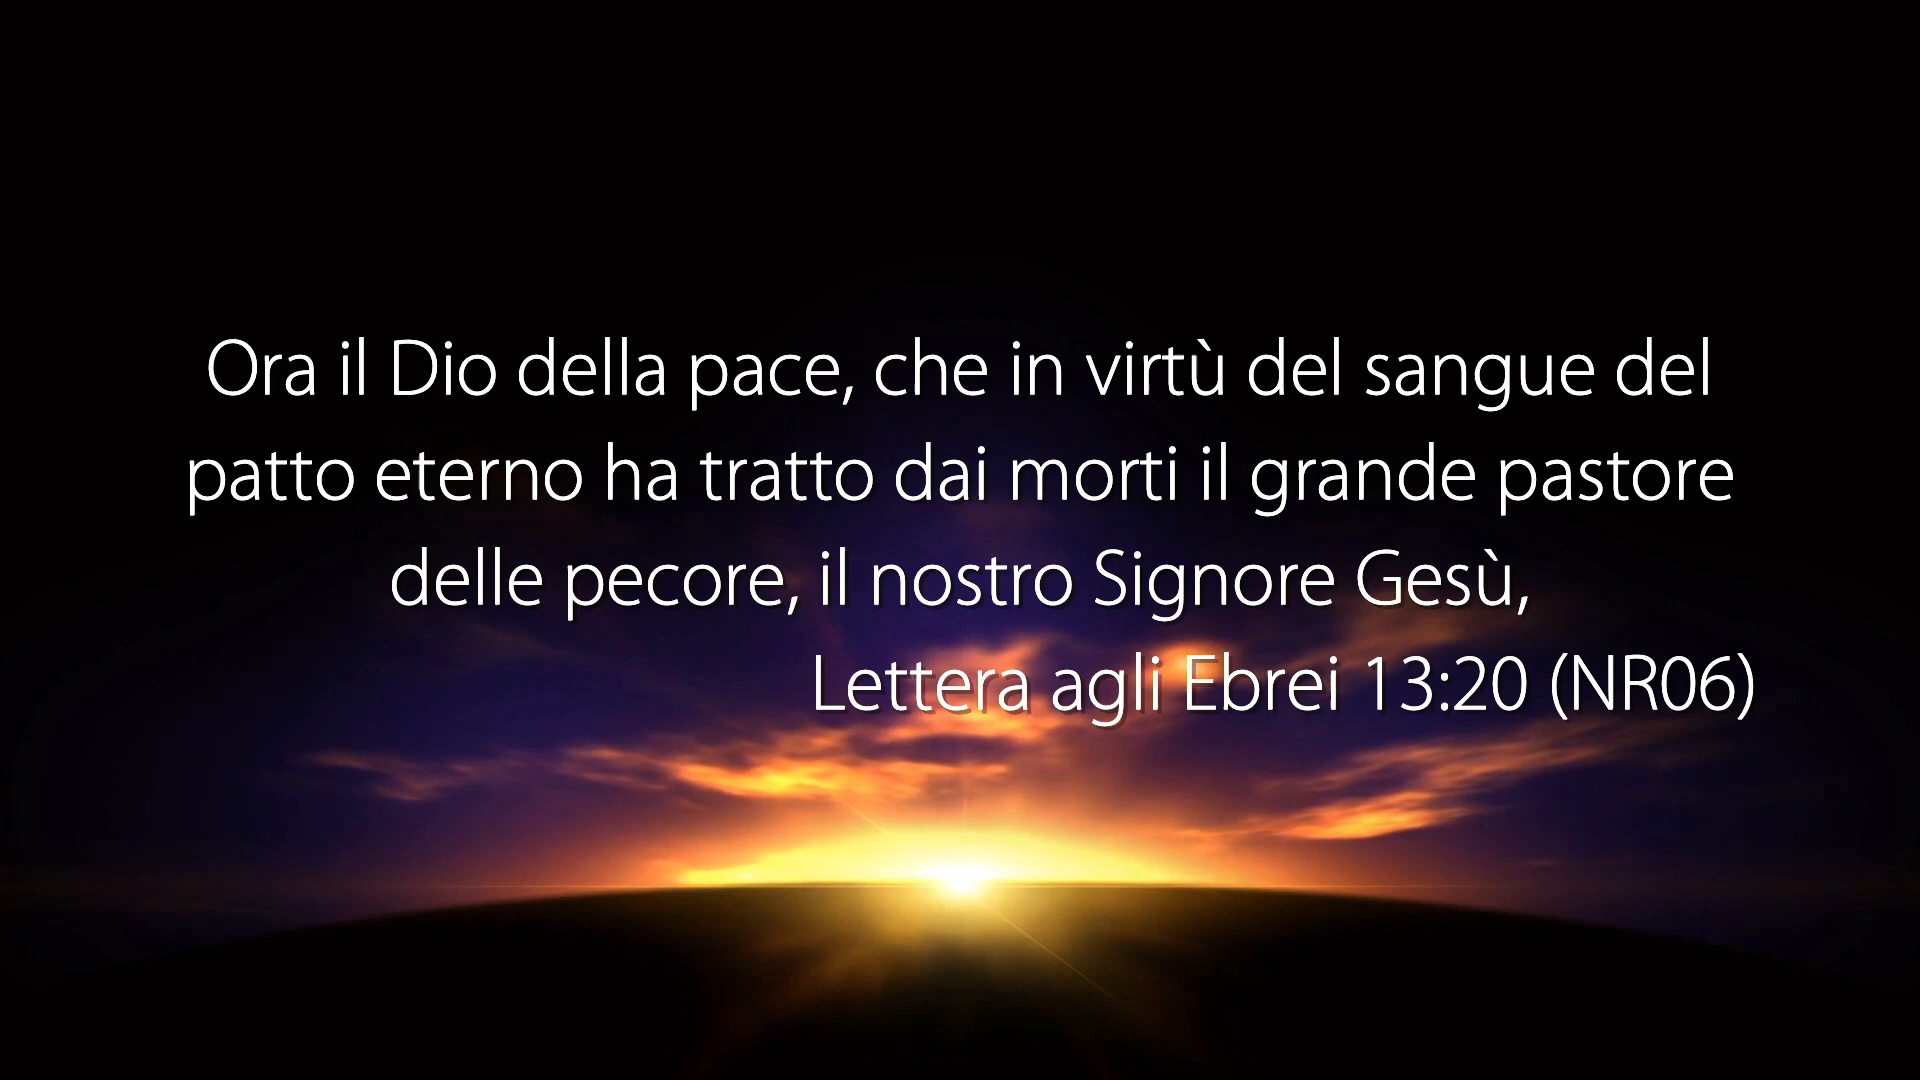 Ora il Dio della pace, che in virtù del sangue del
patto eterno ha tratto dai morti il grande pastore
delle pecore, il nostro Signore Gesù,
Lettera agli Ebrei 13:20 (NR06)